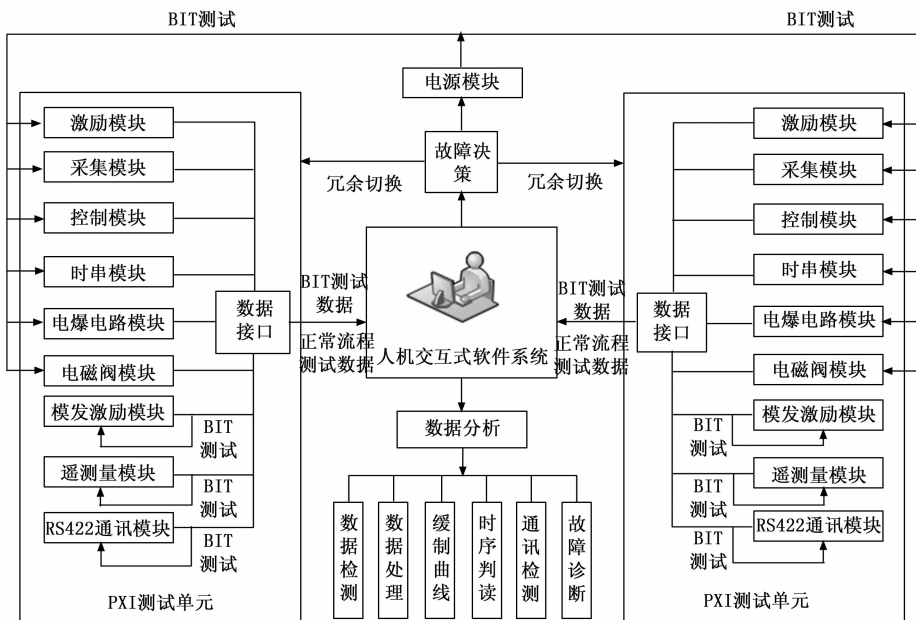 BIT测试
BIT测试
电源模块
故障决
策
冗余切换
冗余切换
激励模块
采集模块
控制模块
时串模块
电爆电路模块
电磁阀模块
模发激励模块
BIT
测试
遥测量模块
BIT
测试
RS422通讯模块
BIT
测试
PXI测试单元
数据
接口
BIT测试
数据
正常流程
测试数据
人机交互式软件系统
BIT测试
数据
正常流程
测试数据
数据
接口
激励模块
采集模块
控制模块
时串模块
电爆电路模块
电磁阀模块
BIT
测试
模发激励模块
BIT
测试
遥测量模块
BIT
测试
RS422通讯模块
PXI测试单元
数据分析
数据检测
数据处理
缓制曲线
时序判读
通讯检测
故障诊断